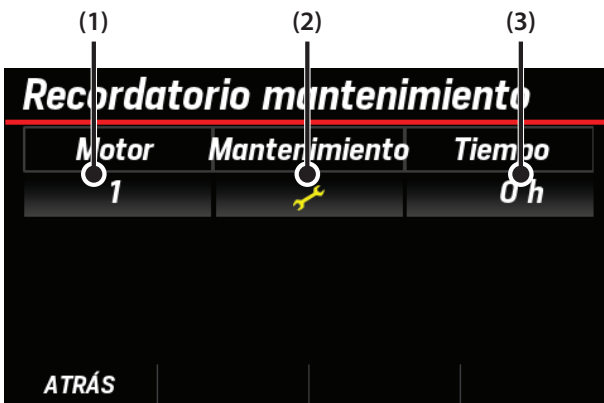 (1) (2) (3)
Recordatorio mantenimiento
Motor Mantenimiento Tiempo
1 0 h
ATRÁS